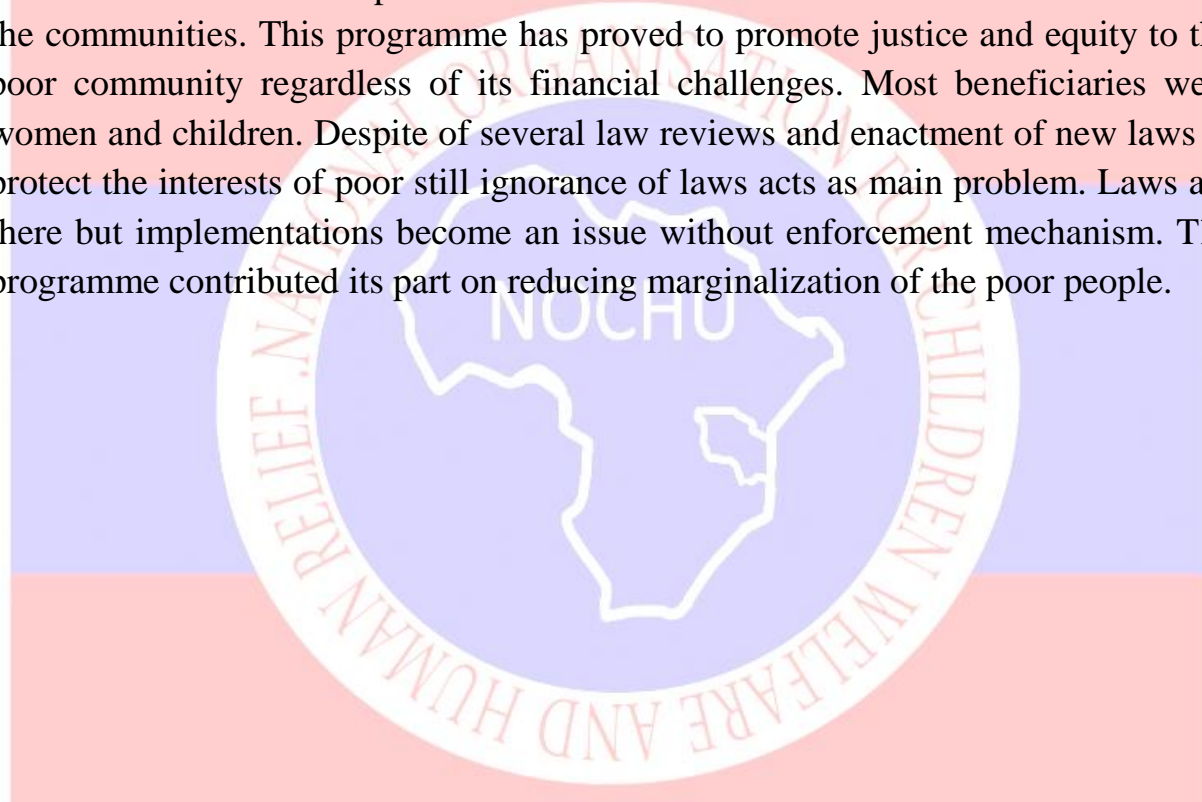 the communities. This programme has proved to promote justice and equity to th
poor community regardless of its financial challenges. Most beneficiaries we
women and children. Despite of several law reviews and enactment of new laws
protect the interests of poor still ignorance of laws acts as main problem. Laws a
there but implementations become an issue without enforcement mechanism. Th
programme contributed its part on reducing marginalization of the poor people.
NATIONAL ORGANISATION FOR CHILDREN WELFARE AND HUMAN RELIEF .
NOCHU